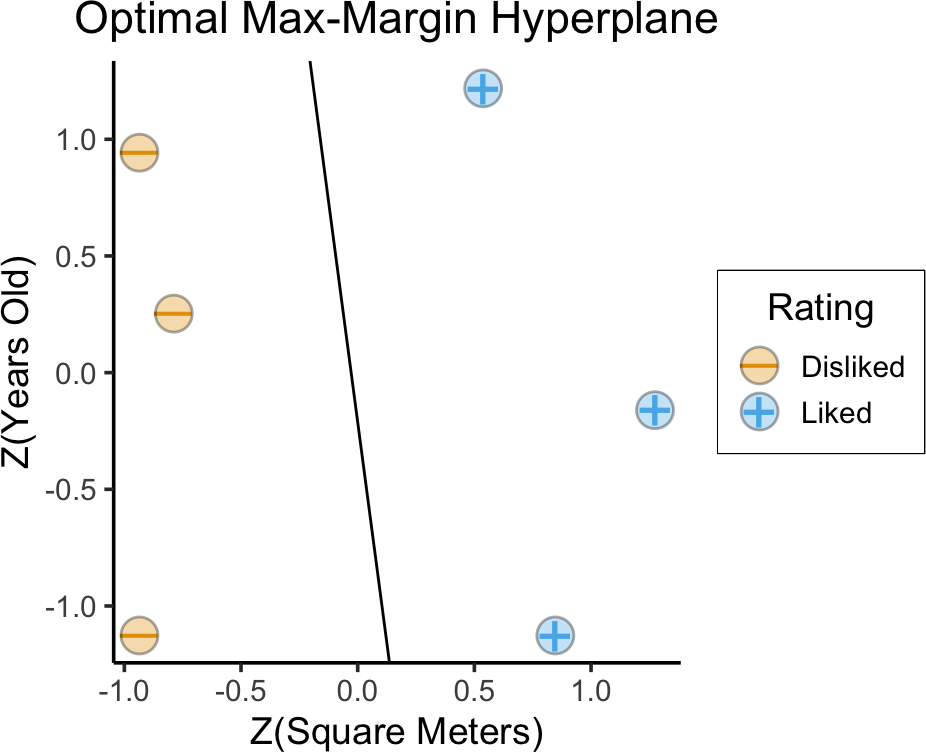 Optimal Max-Margin Hyperplane
Z(Years Old)
1.0
0.5
0.0
-0.5
-1.0
-1.0 -0.5 0.0 0.5 1.0
Z(Square Meters)
Rating
Disliked
Liked